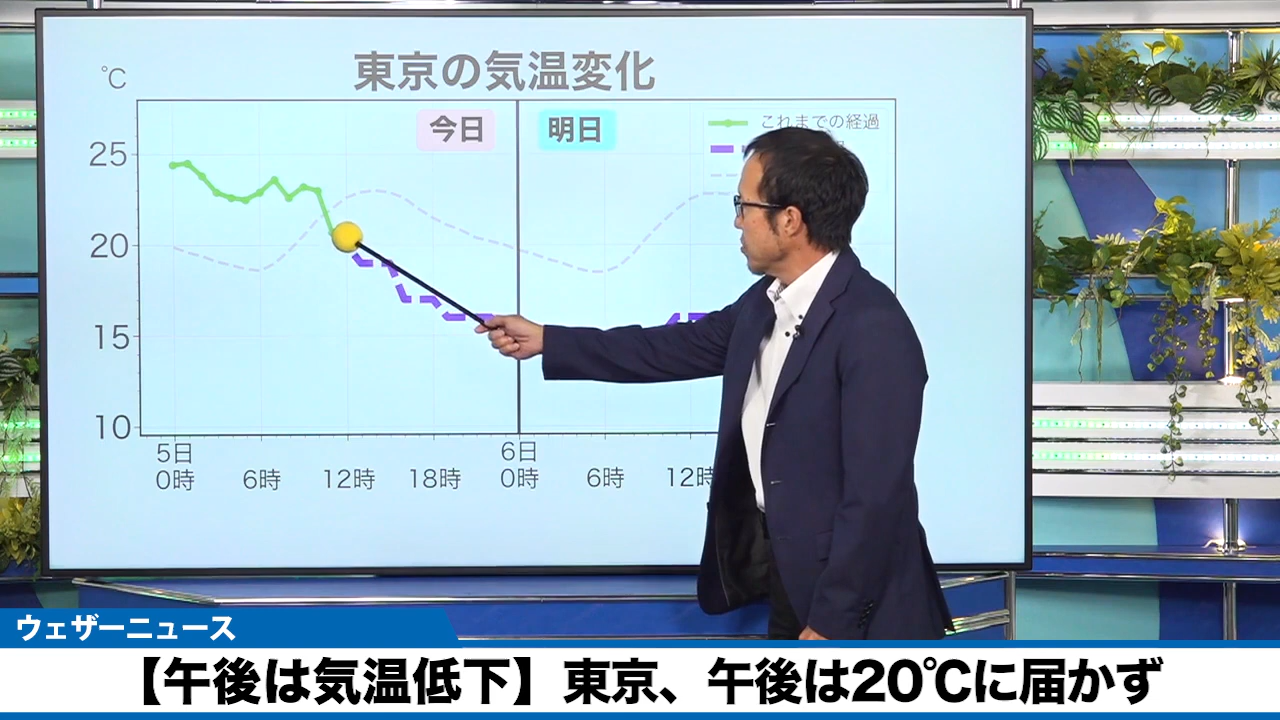 東京の気温変化
℃
今日
明日
これまでの経過
25
20
15
10
5日
6日
0時
6時
12時
18時
0時
6時
12時
ウェザーニュース
【午後は気温低下】東京、午後は20℃に届かず